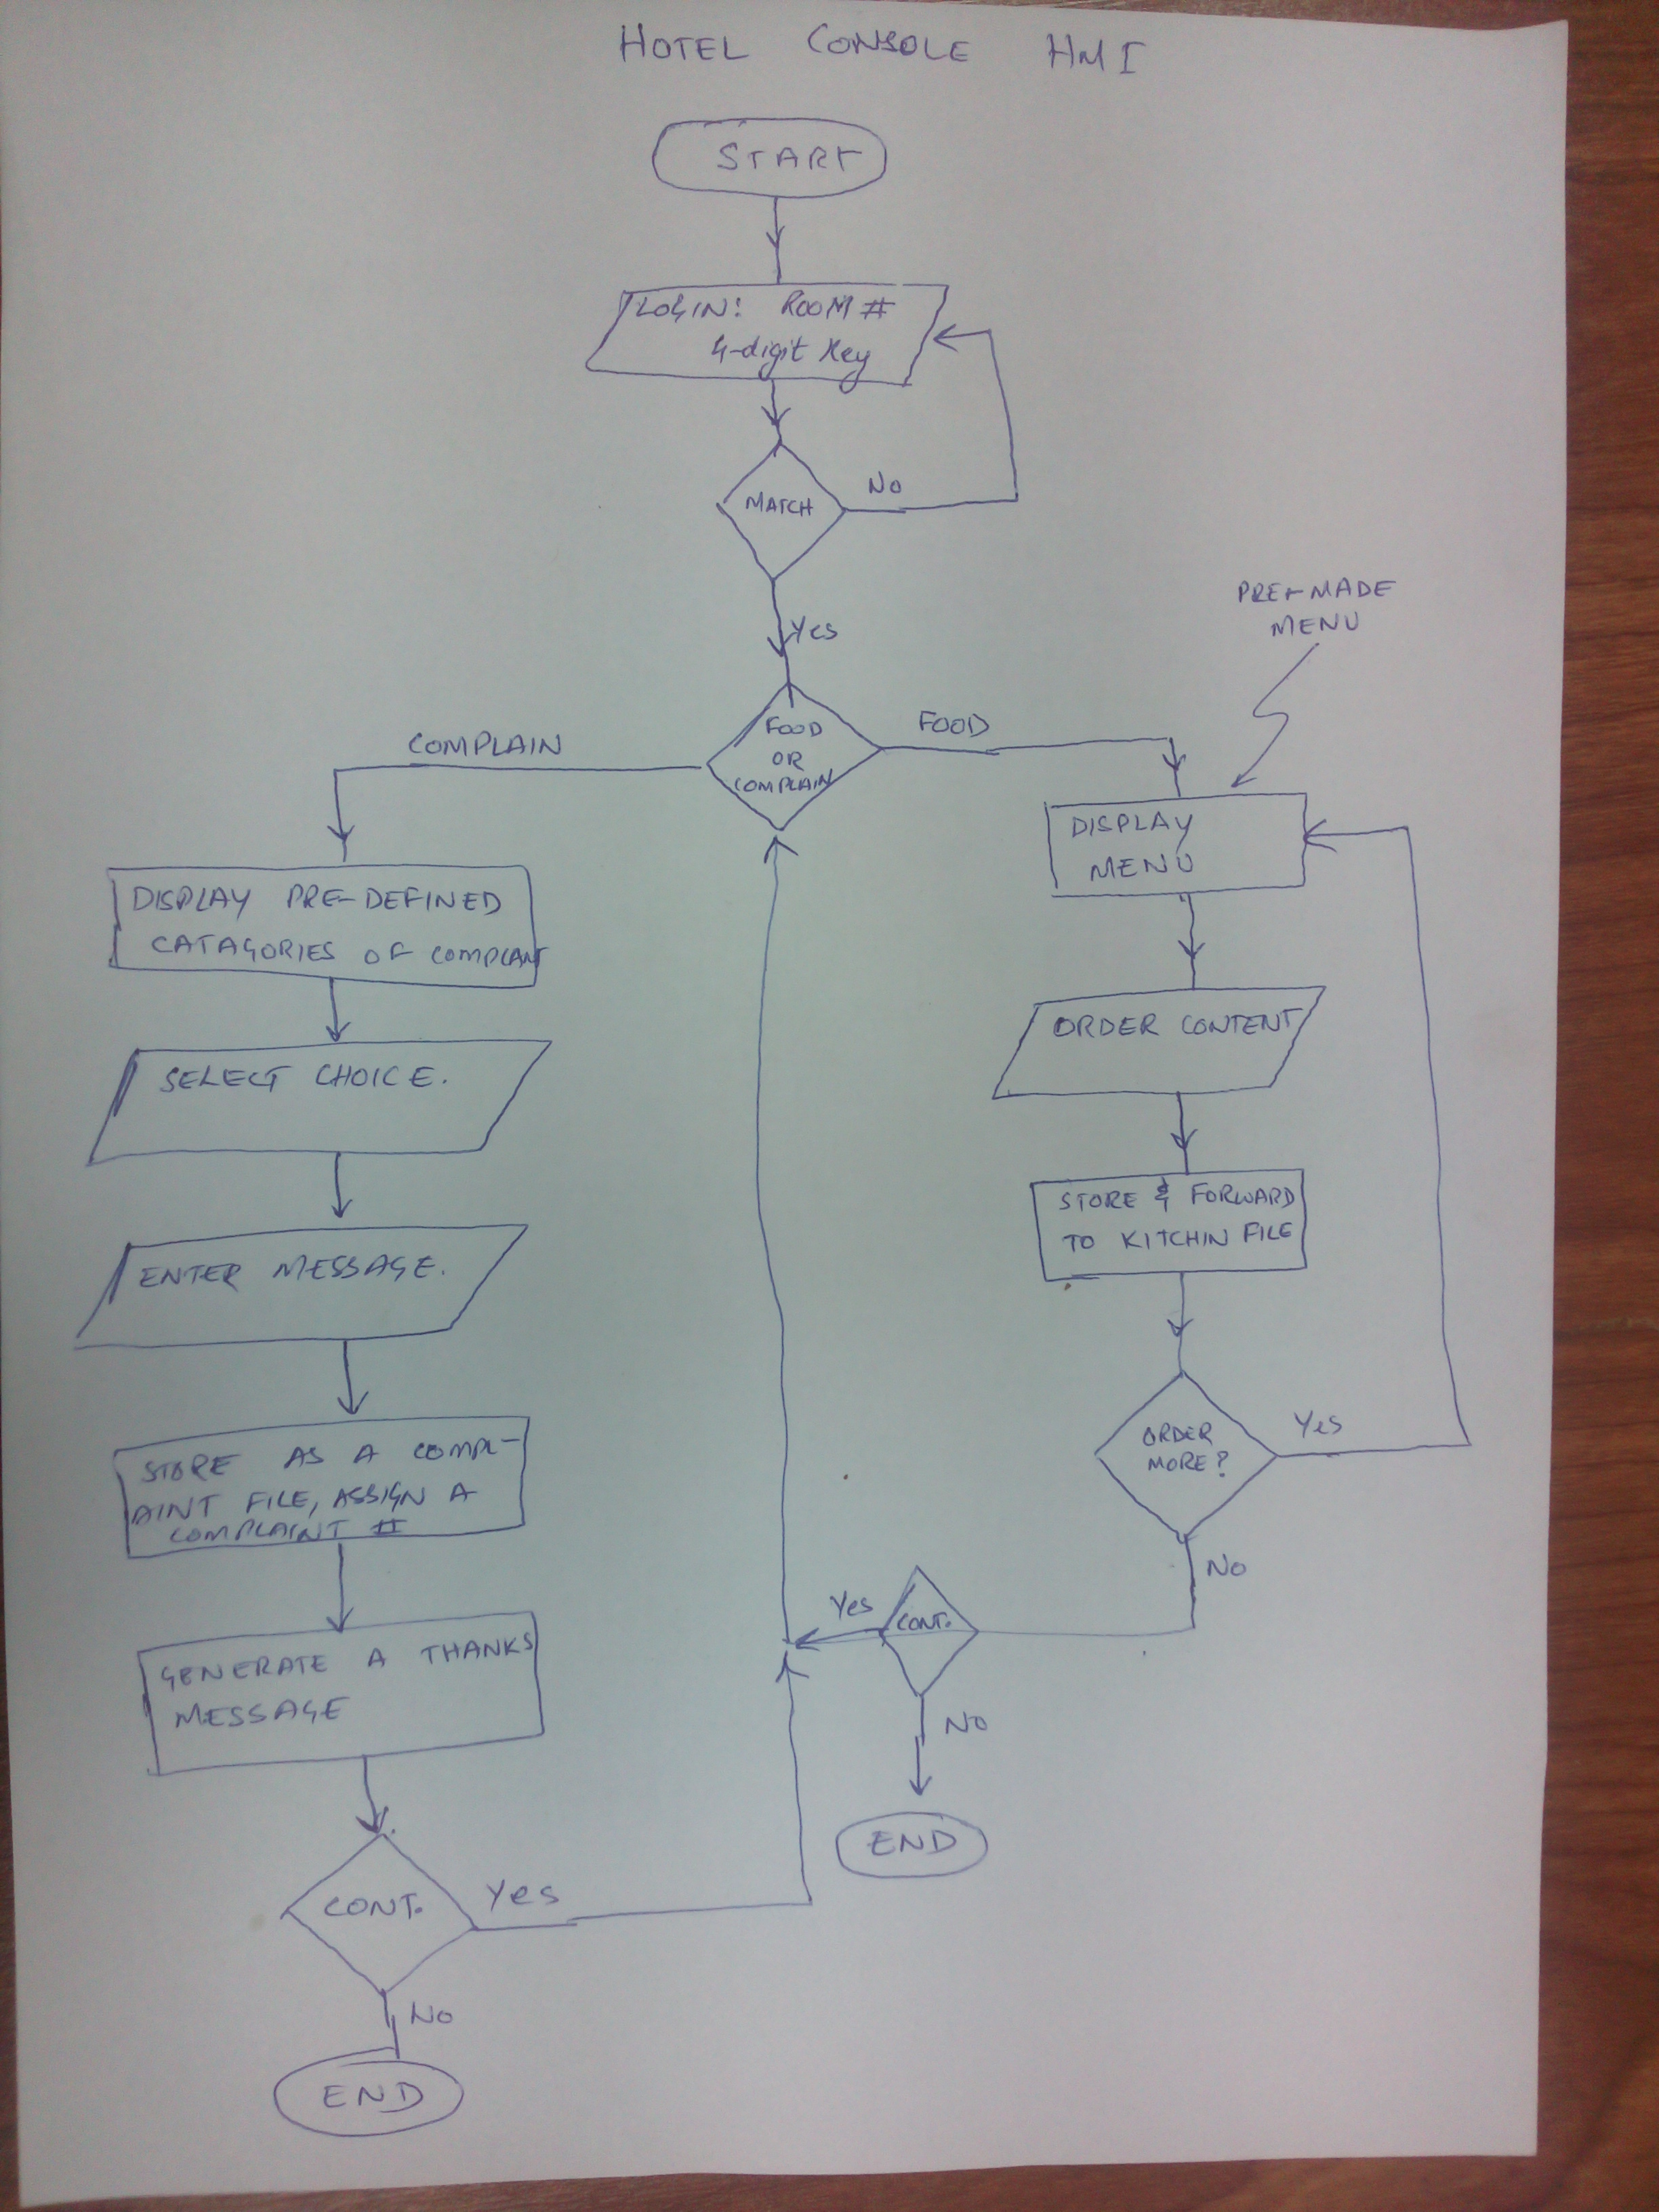 HOTEL CONSOLE HMI
START
LOGIN: ROOM #
4-digit Key
MATCH
No
Yes
PRE-MADE
MENU
FOOD
OR
COMPLAIN
COMPLAIN
FOOD
DISPLAY
MENU
DISPLAY PRE-DEFINED
CATAGORIES OF COMPLANT
ORDER CONTENT
SELECT CHOICE.
STORE & FORWARD
TO KITCHIN FILE
ENTER MESSAGE.
ORDER
MORE?
Yes
No
STORE AS A COMPL-
AINT FILE, ASSIGN A
COMPLAINT #
Yes
CONT.
No
GENERATE A THANKS
MESSAGE
END
CONT.
Yes
No
END